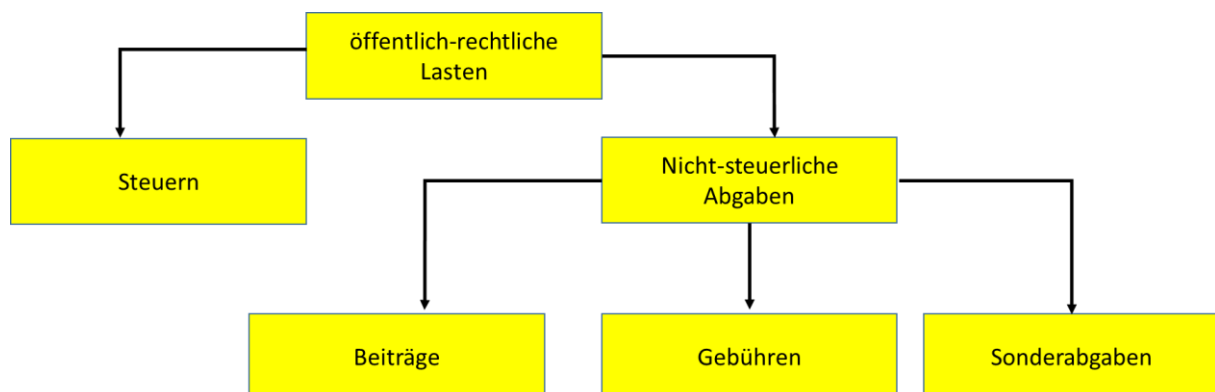 öffentlich-rechtliche
Lasten
Steuern
Nicht-steuerliche
Abgaben
Beiträge
Gebühren
Sonderabgaben